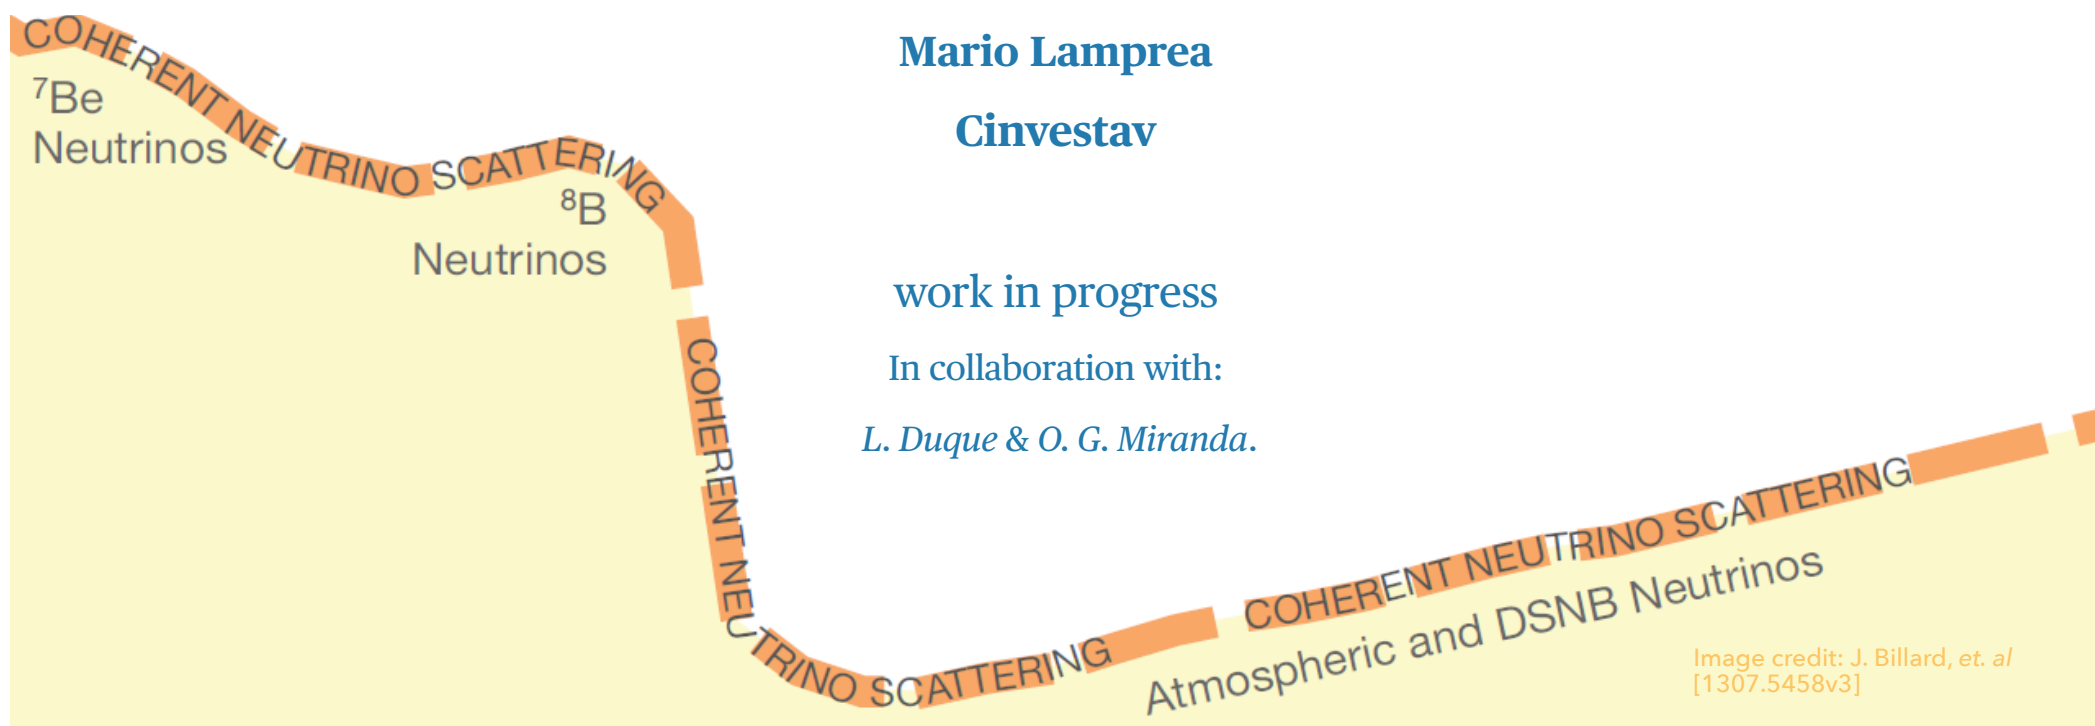 COHERENT NEUTRINO SCATTERING
Mario Lamprea
⁷Be
Neutrinos
Cinvestav
⁸B
Neutrinos
work in progress
In collaboration with:
L. Duque & O. G. Miranda.
COHERENT NEUTRINO SCATTERING
COHERENT NEUTRINO SCATTERING
Atmospheric and DSNB Neutrinos
Image credit: J. Billard, et. al
[1307.5458v3]